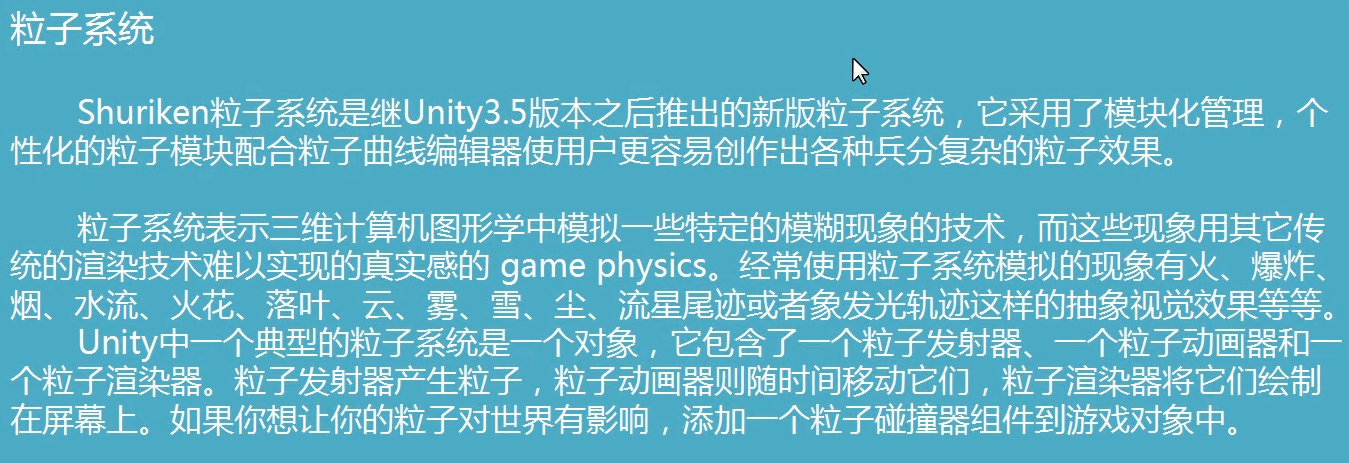 粒子系统
Shuriken粒子系统是继Unity3.5版本之后推出的新版粒子系统，它采用了模块化管理，个
性化的粒子模块配合粒子曲线编辑器使用户更容易创作出各种兵分复杂的粒子效果。
粒子系统表示三维计算机图形学中模拟一些特定的模糊现象的技术，而这些现象用其它传
统的渲染技术难以实现的真实感的 game physics。经常使用粒子系统模拟的现象有火、爆炸、
烟、水流、火花、落叶、云、雾、雪、尘、流星尾迹或者象发光轨迹这样的抽象视觉效果等等。
Unity中一个典型的粒子系统是一个对象，它包含了一个粒子发射器、一个粒子动画器和一
个粒子渲染器。粒子发射器产生粒子，粒子动画器则随时间移动它们，粒子渲染器将它们绘制
在屏幕上。如果你想让你的粒子对世界有影响，添加一个粒子碰撞器组件到游戏对象中。